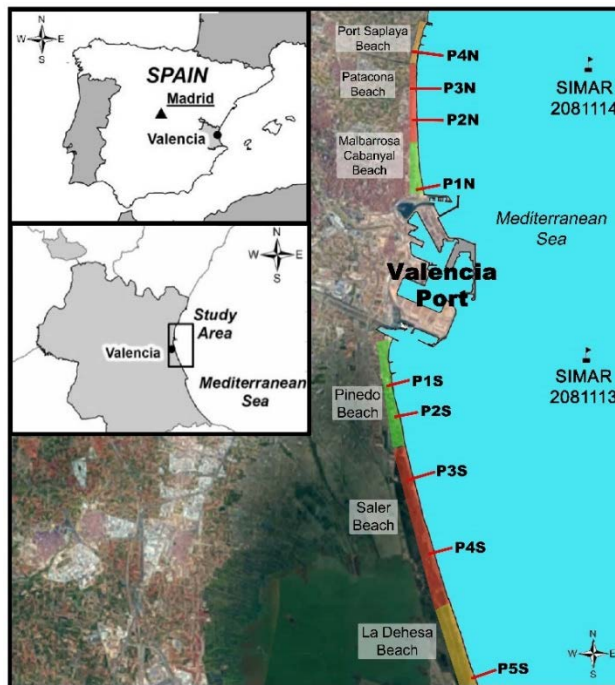 N
W E
S
SPAIN
Madrid
Valencia
N
W E
S
Study
Area
Valencia
Mediterranean
Sea
Port Saplaya
Beach
P4N
Patacona
Beach
P3N
P2N
Malbarrosa
Cabanyal
Beach
P1N
SIMAR
2081114
Mediterranean
Sea
Valencia
Port
SIMAR
2081113
Pinedo
Beach
P1S
P2S
P3S
Saler
Beach
P4S
La Dehesa
Beach
P5S
N
W E
S